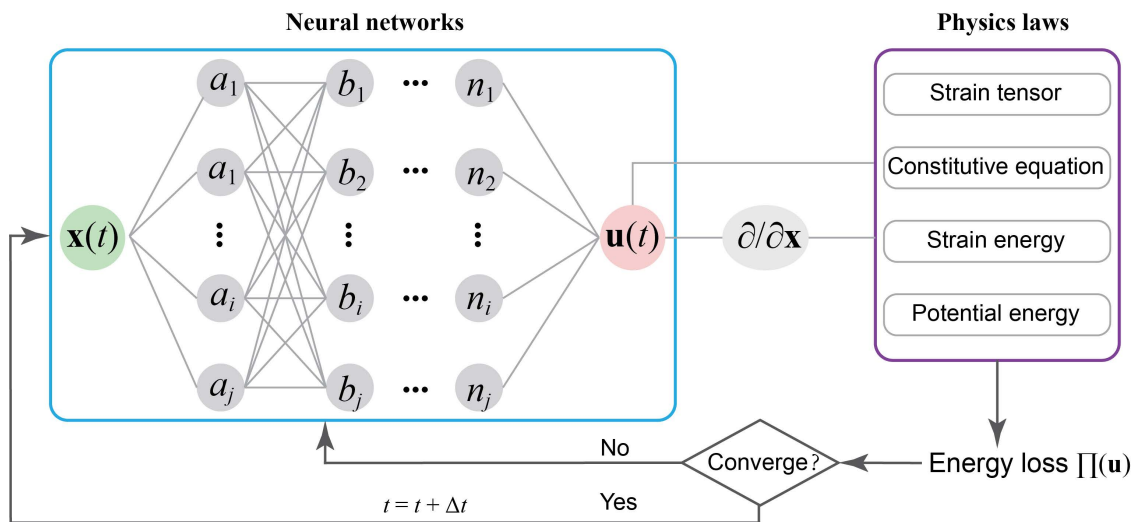 Neural networks
Physics laws
a₁ b₁ ··· n₁
Strain tensor
a₁ b₂ ··· n₂
Constitutive equation
x(t) ⋮ ⋮ ⋮ u(t) ∂/∂x
Strain energy
aᵢ bᵢ ··· nᵢ
Potential energy
aⱼ bⱼ ··· nⱼ
No
Converge?
Energy loss ∏(u)
t = t + Δt
Yes